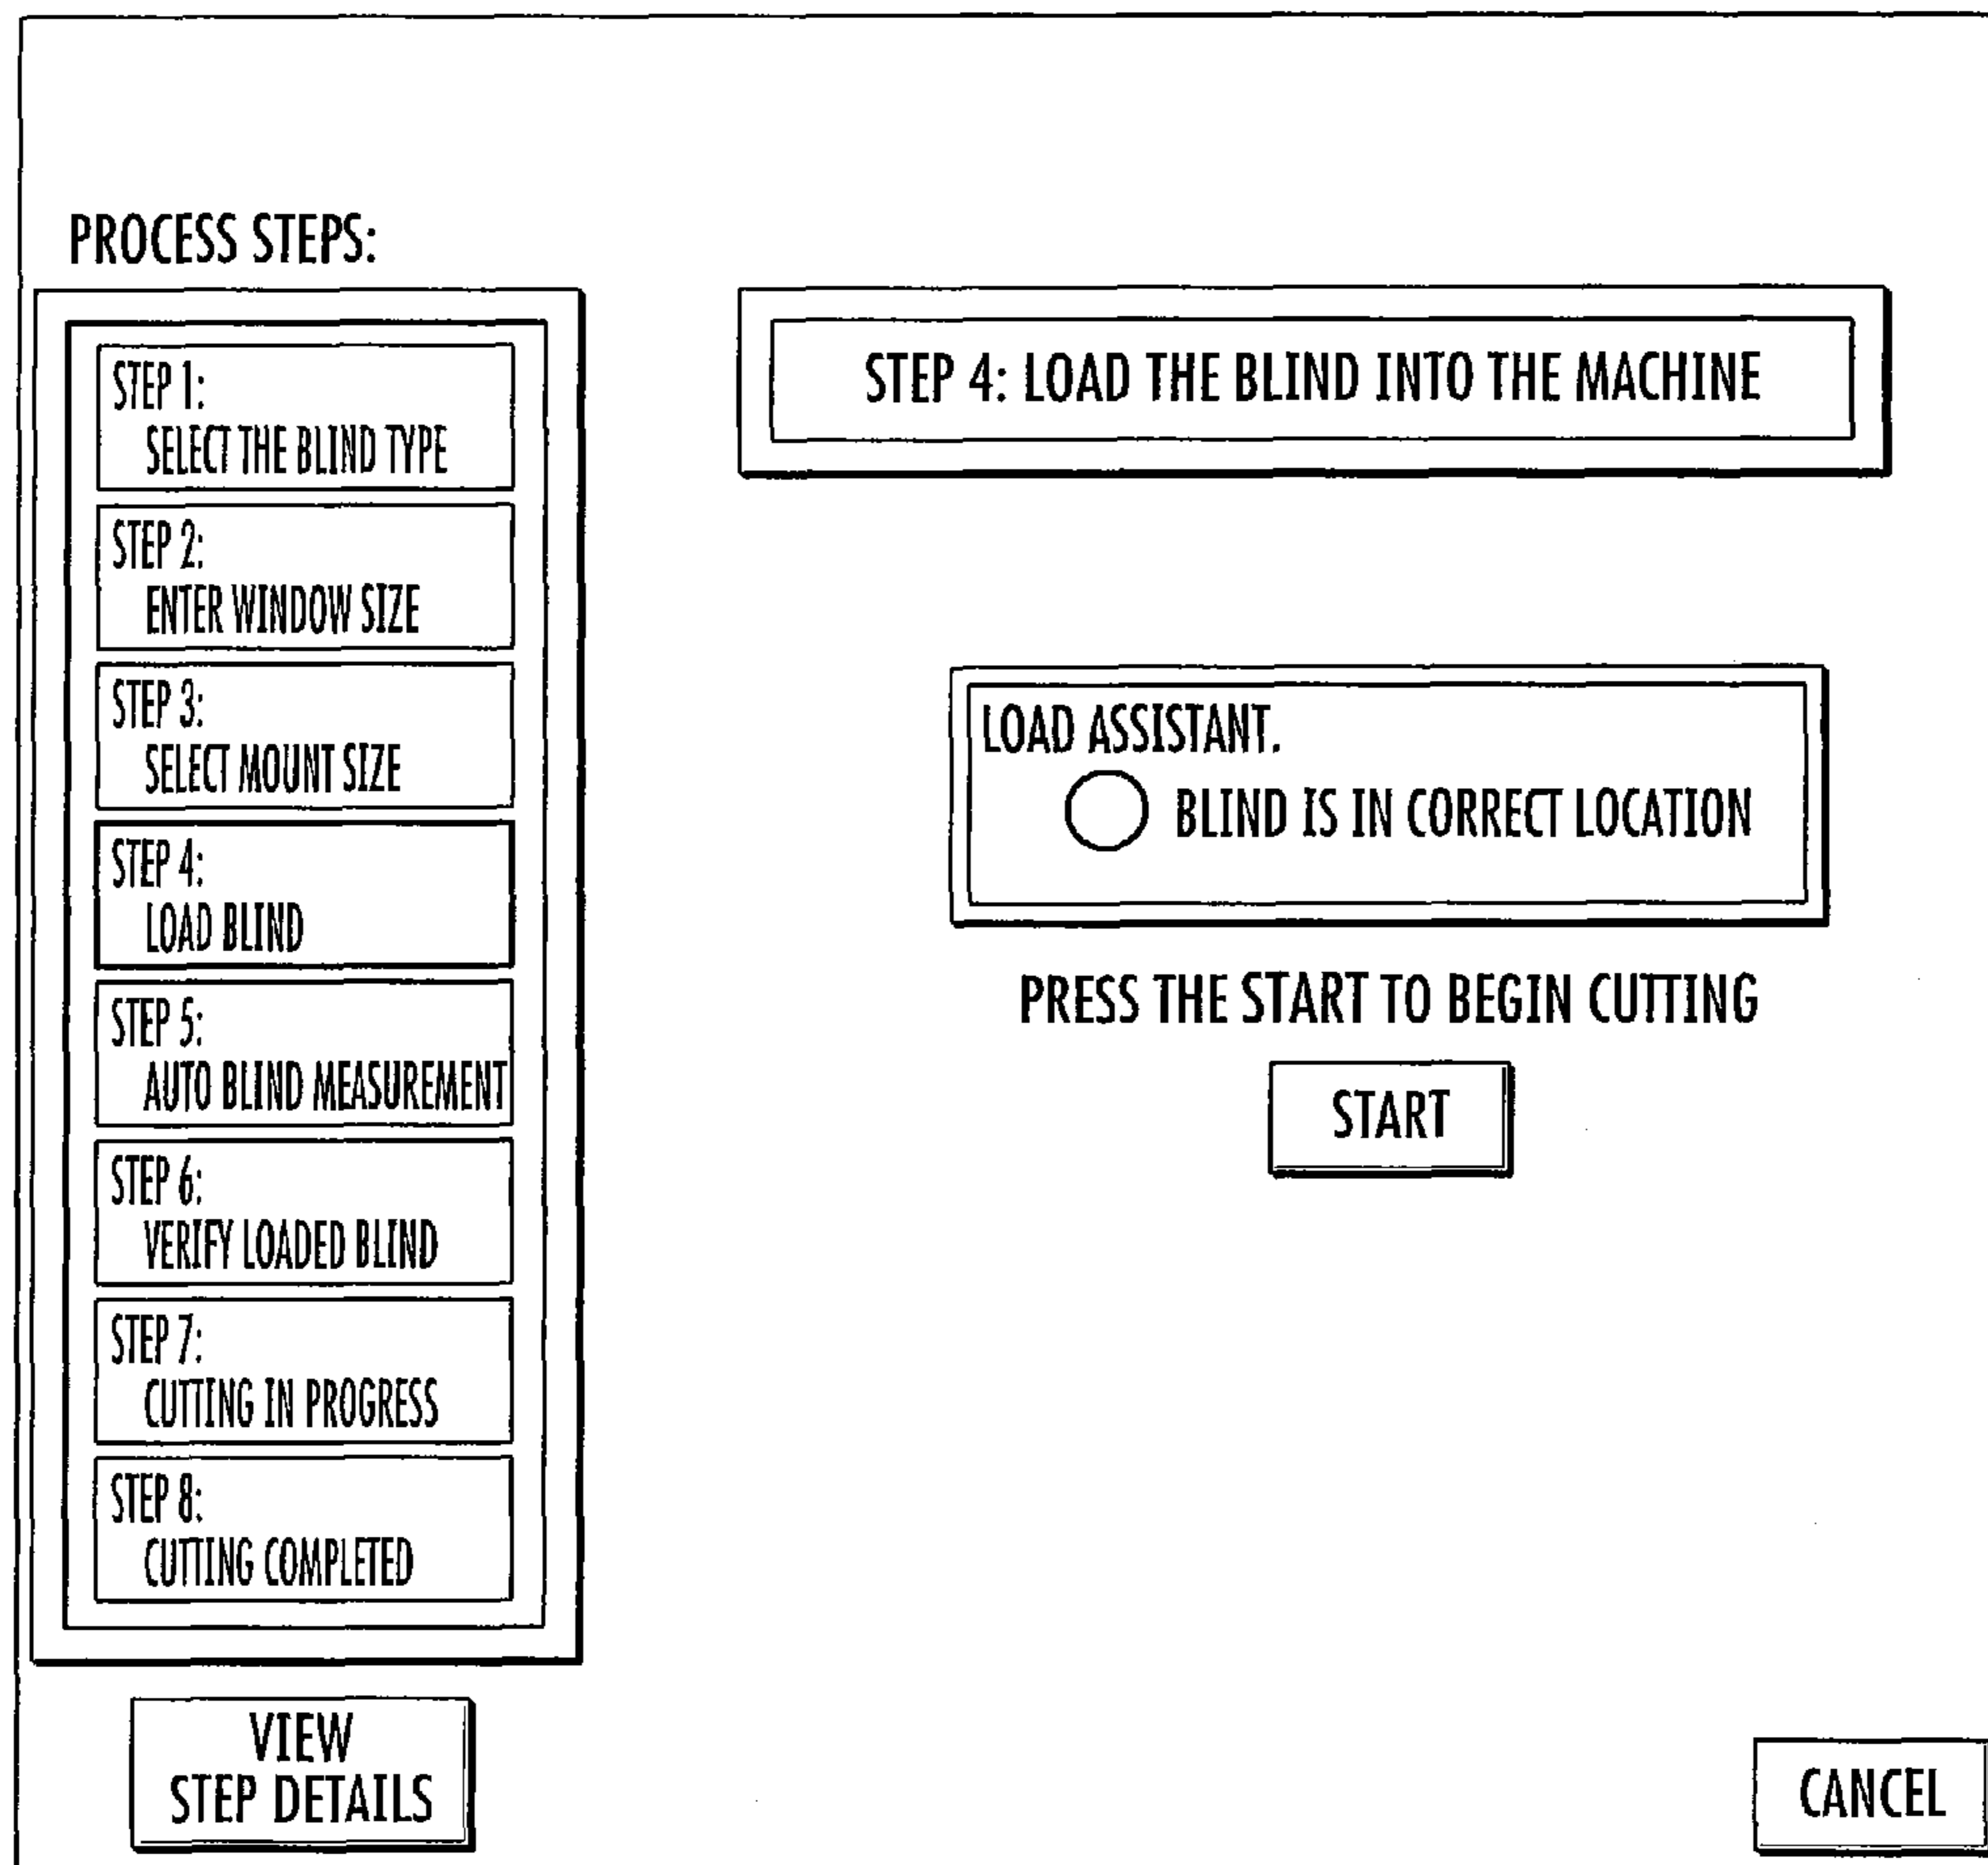 PROCESS STEPS:
STEP 1:
SELECT THE BLIND TYPE
STEP 2:
ENTER WINDOW SIZE
STEP 3:
SELECT MOUNT SIZE
STEP 4:
LOAD BLIND
STEP 5:
AUTO BLIND MEASUREMENT
STEP 6:
VERIFY LOADED BLIND
STEP 7:
CUTTING IN PROGRESS
STEP 8:
CUTTING COMPLETED
VIEW
STEP DETAILS
STEP 4: LOAD THE BLIND INTO THE MACHINE
LOAD ASSISTANT.
BLIND IS IN CORRECT LOCATION
PRESS THE START TO BEGIN CUTTING
START
CANCEL